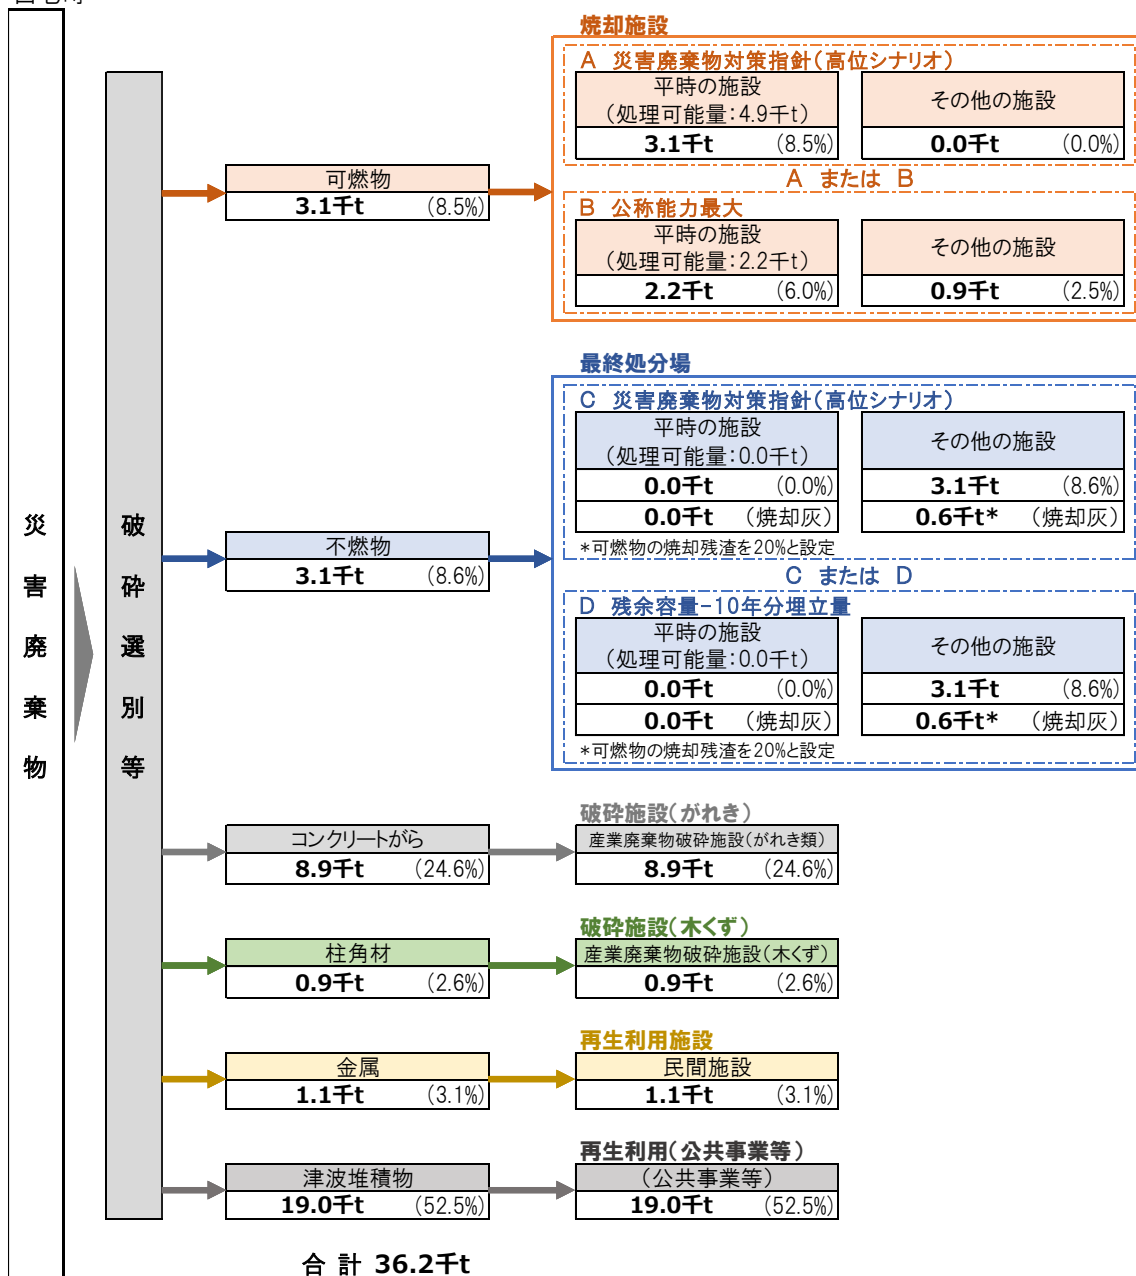 災害廃棄物
破砕選別等
焼却施設
A 災害廃棄物対策指針(高位シナリオ)
平時の施設
(処理可能量:4.9千t)
3.1千t (8.5%)
その他の施設
0.0千t (0.0%)
A または B
可燃物
3.1千t (8.5%)
B 公称能力最大
平時の施設
(処理可能量:2.2千t)
2.2千t (6.0%)
その他の施設
0.9千t (2.5%)
最終処分場
C 災害廃棄物対策指針(高位シナリオ)
平時の施設
(処理可能量:0.0千t)
0.0千t (0.0%)
0.0千t (焼却灰)
その他の施設
3.1千t (8.6%)
0.6千t* (焼却灰)
*可燃物の焼却残渣を20%と設定
不燃物
3.1千t (8.6%)
C または D
D 残余容量-10年分埋立量
平時の施設
(処理可能量:0.0千t)
0.0千t (0.0%)
0.0千t (焼却灰)
その他の施設
3.1千t (8.6%)
0.6千t* (焼却灰)
*可燃物の焼却残渣を20%と設定
破砕施設(がれき)
コンクリートがら
8.9千t (24.6%)
産業廃棄物破砕施設(がれき類)
8.9千t (24.6%)
破砕施設(木くず)
柱角材
0.9千t (2.6%)
産業廃棄物破砕施設(木くず)
0.9千t (2.6%)
再生利用施設
金属
1.1千t (3.1%)
民間施設
1.1千t (3.1%)
再生利用(公共事業等)
津波堆積物
19.0千t (52.5%)
(公共事業等)
19.0千t (52.5%)
合 計 36.2千t